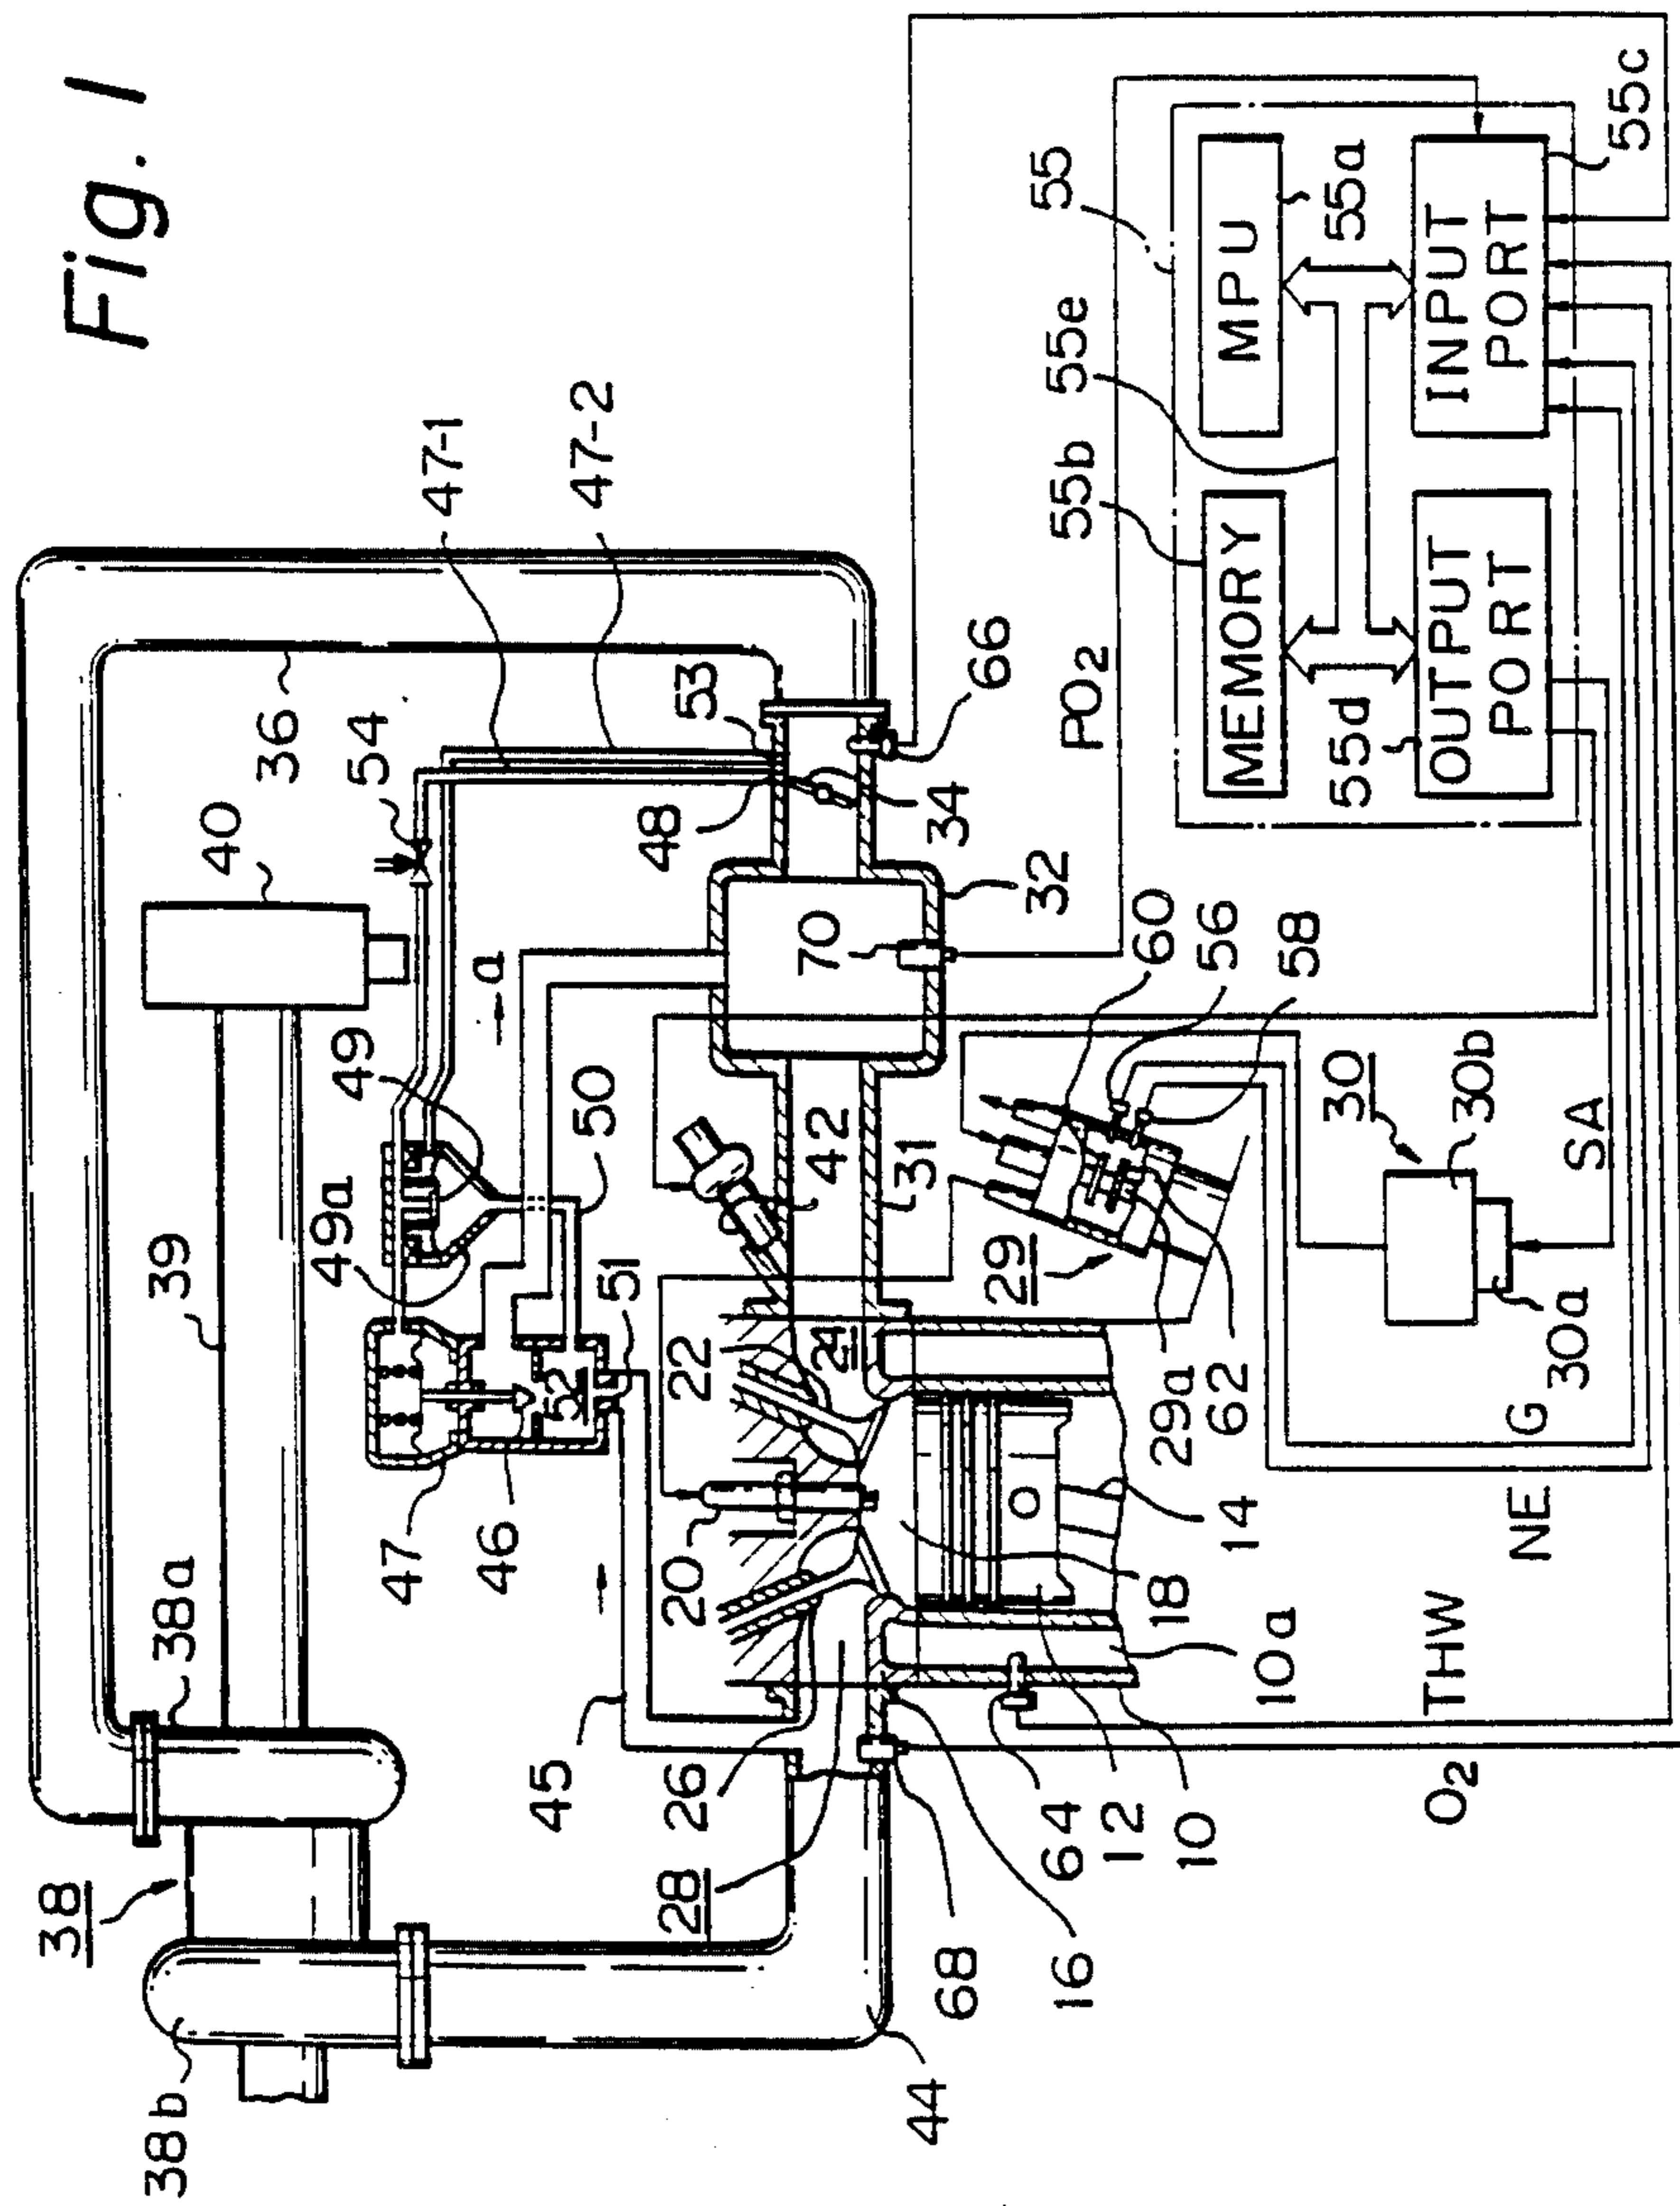 Fig. 1
38
38a
38b
39
40
36
54
47-1
47-2
49
49a
a
47
46
50
51
52
48
53
45
20
22
24
26
28
42
31
70
32
34
66
PO2
44
68
16
64
12
10
10a
18
14
29
29a
62
60
56
58
30
30a
30b
O2
THW
NE
G
SA
55
55b
55e
55a
55d
55c
MEMORY
MPU
OUTPUT
PORT
INPUT
PORT